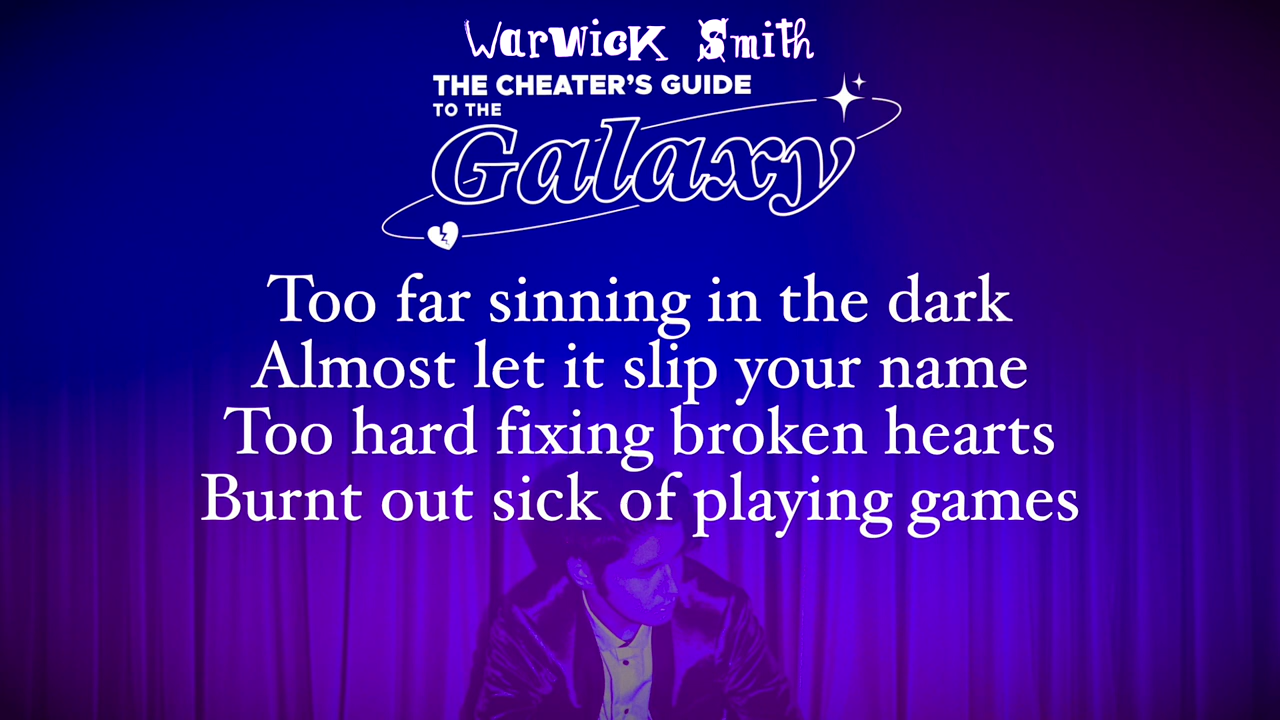 Warwick Smith
THE CHEATER'S GUIDE
TO THE
Galaxy
Too far sinning in the dark
Almost let it slip your name
Too hard fixing broken hearts
Burnt out sick of playing games